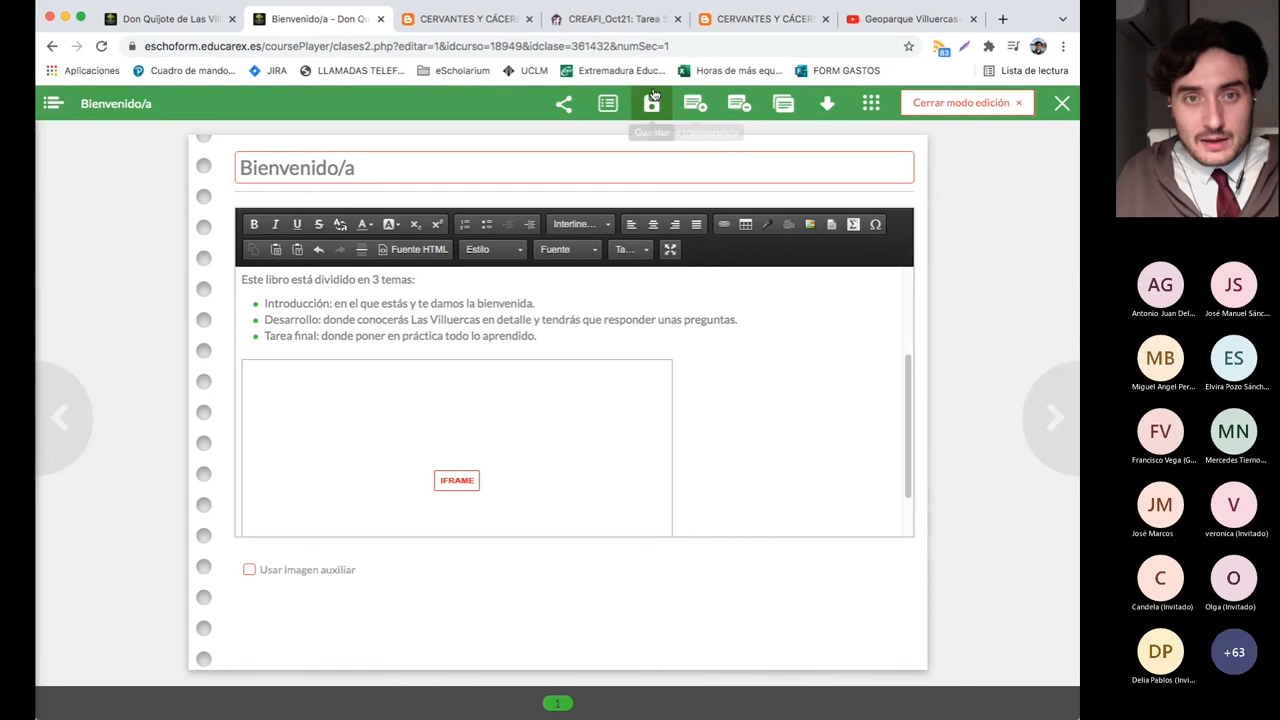 Don Quijote de Las Vil
Bienvenido/a - Don Q
CERVANTES Y CÁCER
CREAFI_Oct21: Tarea S
CERVANTES Y CÁCER
Geoparque Villuercas -
eschoform.educarex.es/coursePlayer/clases2.php?editar=1&idcurso=18949&idclase=361432&numSec=1
83
Aplicaciones
Cuadro de mando...
JIRA
LLAMADAS TELEF...
eScholarium
UCLM
Extremadura Educ...
Horas de más equ...
FORM GASTOS
Lista de lectura
Bienvenido/a
Cerrar modo edición ×
Guardar
transparencia
Bienvenido/a
B I U S
Interline...
Fuente HTML
Estilo
Fuente
Ta...
Este libro está dividido en 3 temas:
Introducción: en el que estás y te damos la bienvenida.
Desarrollo: donde conocerás Las Villuercas en detalle y tendrás que responder unas preguntas.
Tarea final: donde poner en práctica todo lo aprendido.
IFRAME
Usar imagen auxiliar
1
AG
Antonio Juan Del...
JS
José Manuel Sánc...
MB
Miguel Angel Per...
ES
Elvira Pozo Sánch...
FV
Francisco Vega (G...
MN
Mercedes Tierno...
JM
José Marcos
V
veronica (Invitado)
C
Candela (Invitado)
O
Olga (Invitado)
DP
Delia Pablos (Invi...
+63